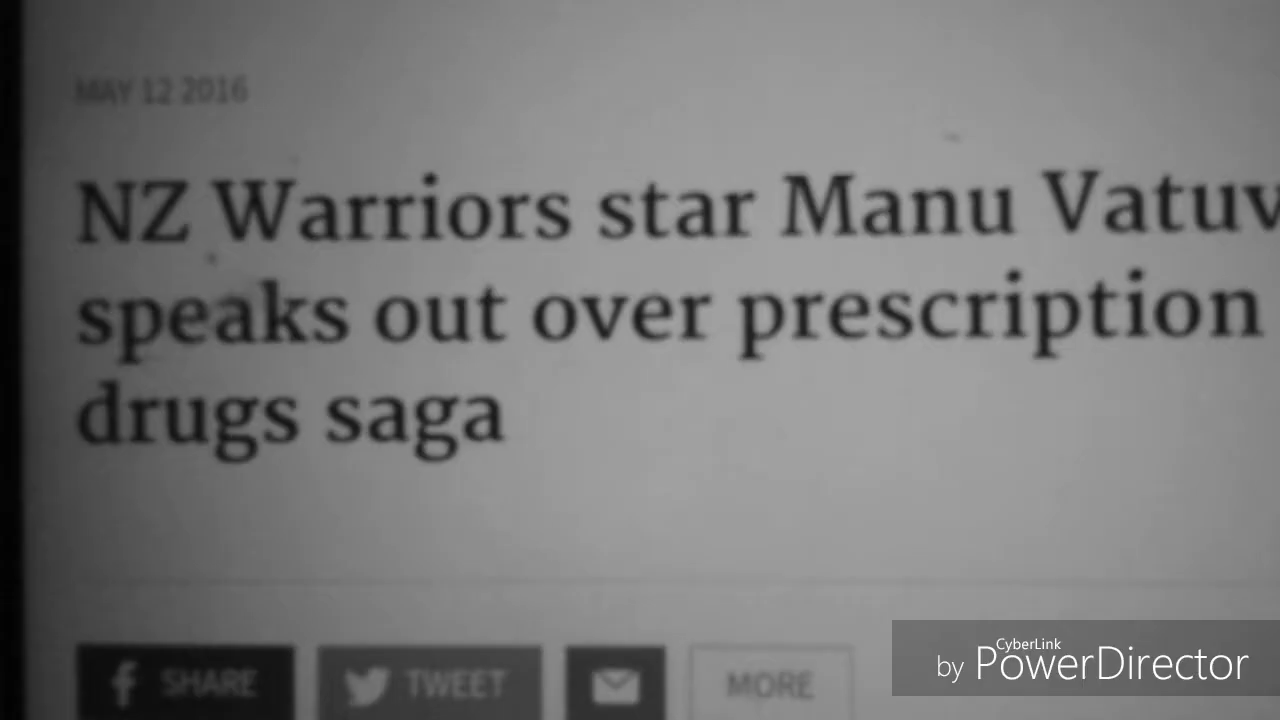 MAY 12 2016
NZ Warriors star Manu Vatuv
speaks out over prescription
drugs saga
SHARE
TWEET
MORE
CyberLink
by PowerDirector